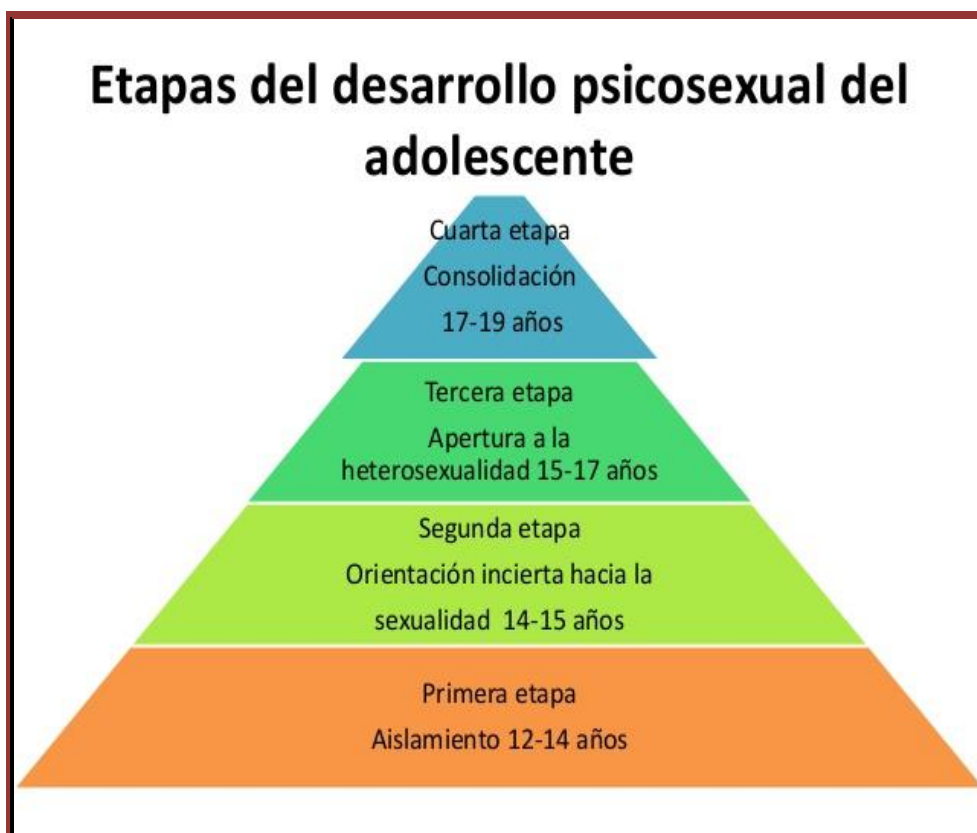 Etapas del desarrollo psicosexual del
adolescente
Cuarta etapa
Consolidación
17-19 años
Tercera etapa
Apertura a la
heterosexualidad 15-17 años
Segunda etapa
Orientación incierta hacia la
sexualidad 14-15 años
Primera etapa
Aislamiento 12-14 años